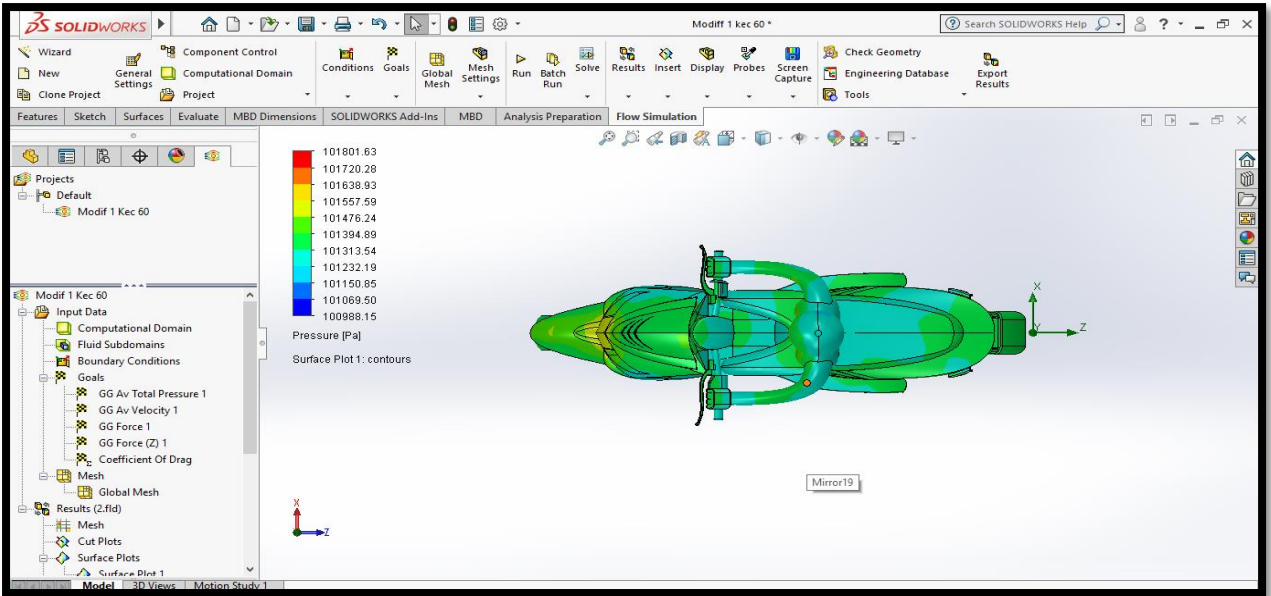 SOLIDWORKS
Modiff 1 kec 60 *
Search SOLIDWORKS Help
?
Wizard
New
Clone Project
General Settings
Component Control
Computational Domain
Project
Conditions
Goals
Global Mesh
Mesh Settings
Run
Batch Run
Solve
Results
Insert
Display
Probes
Screen Capture
Check Geometry
Engineering Database
Tools
Export Results
Features Sketch Surfaces Evaluate MBD Dimensions SOLIDWORKS Add-Ins MBD Analysis Preparation Flow Simulation
Projects
Default
Modif 1 Kec 60
Modif 1 Kec 60
Input Data
Computational Domain
Fluid Subdomains
Boundary Conditions
Goals
GG Av Total Pressure 1
GG Av Velocity 1
GG Force 1
GG Force (Z) 1
Coefficient Of Drag
Mesh
Global Mesh
Results (2.fld)
Mesh
Cut Plots
Surface Plots
Surface Plot 1
101801.63
101720.28
101638.93
101557.59
101476.24
101394.89
101313.54
101232.19
101150.85
101069.50
100988.15
Pressure [Pa]
Surface Plot 1: contours
X
Y
Z
Mirror19
X
Z
Model 3D Views Motion Study 1